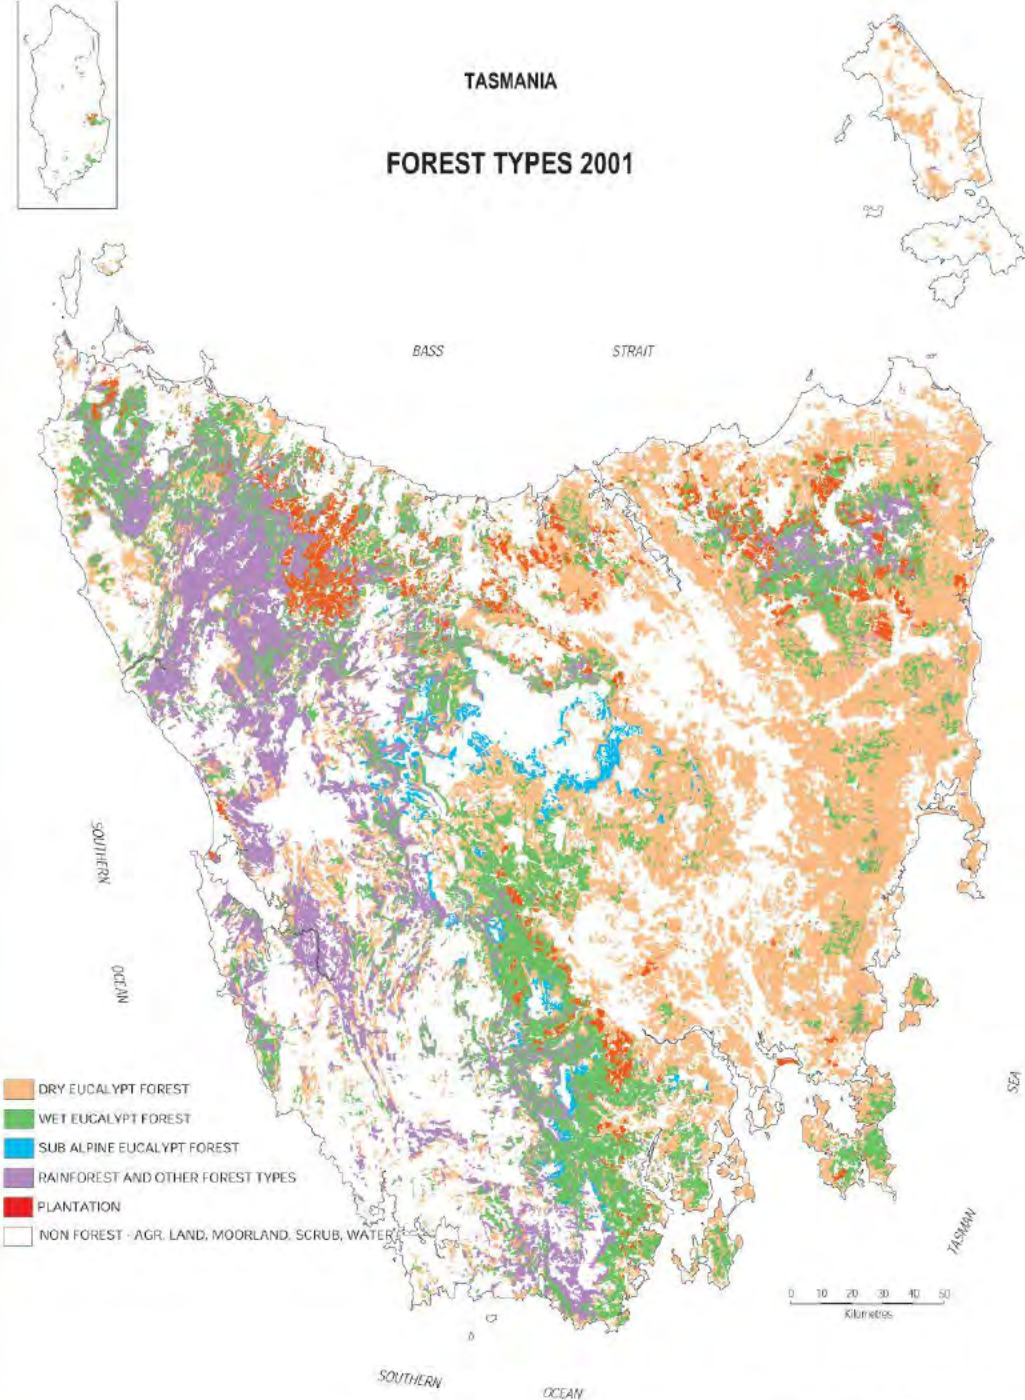 TASMANIA
FOREST TYPES 2001
BASS STRAIT
SOUTHERN
OCEAN
DRY EUCALYPT FOREST
WET EUCALYPT FOREST
SUB ALPINE EUCALYPT FOREST
RAINFOREST AND OTHER FOREST TYPES
PLANTATION
NON FOREST - AGR. LAND, MOORLAND, SCRUB, WATER
SEA
TASMAN
0 10 20 30 40 50
Kilometres
SOUTHERN
OCEAN